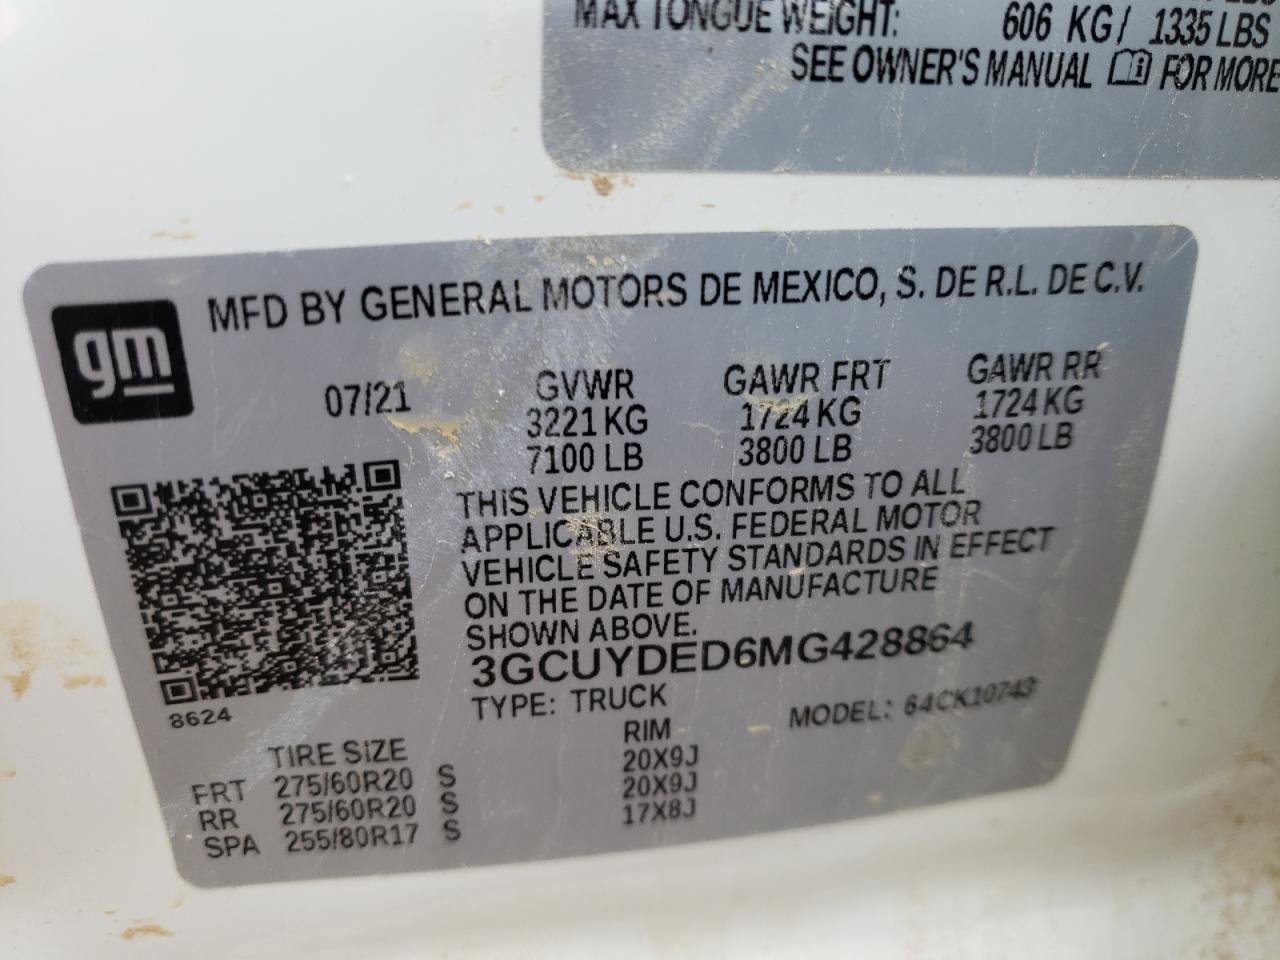 MAX TONGUE WEIGHT: 606 KG/ 1335 LBS
SEE OWNER'S MANUAL FOR MORE
gm
MFD BY GENERAL MOTORS DE MEXICO, S. DE R.L. DE C.V.
07/21 GVWR GAWR FRT GAWR RR
3221 KG 1724 KG 1724 KG
7100 LB 3800 LB 3800 LB
THIS VEHICLE CONFORMS TO ALL
APPLICABLE U.S. FEDERAL MOTOR
VEHICLE SAFETY STANDARDS IN EFFECT
ON THE DATE OF MANUFACTURE
SHOWN ABOVE.
3GCUYDED6MG428864
TYPE: TRUCK MODEL: 64CK10743
8624
TIRE SIZE RIM
FRT 275/60R20 S 20X9J
RR 275/60R20 S 20X9J
SPA 255/80R17 S 17X8J